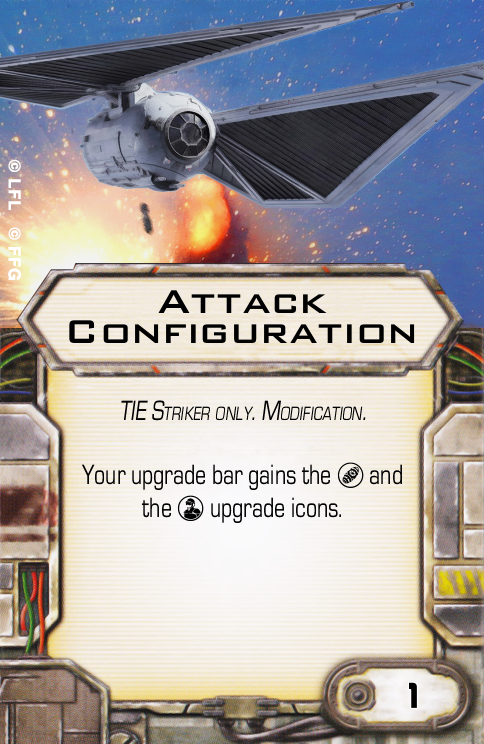 © LFL © FFG
ATTACK
CONFIGURATION
TIE STRIKER ONLY. MODIFICATION.
Your upgrade bar gains the and
the upgrade icons.
1